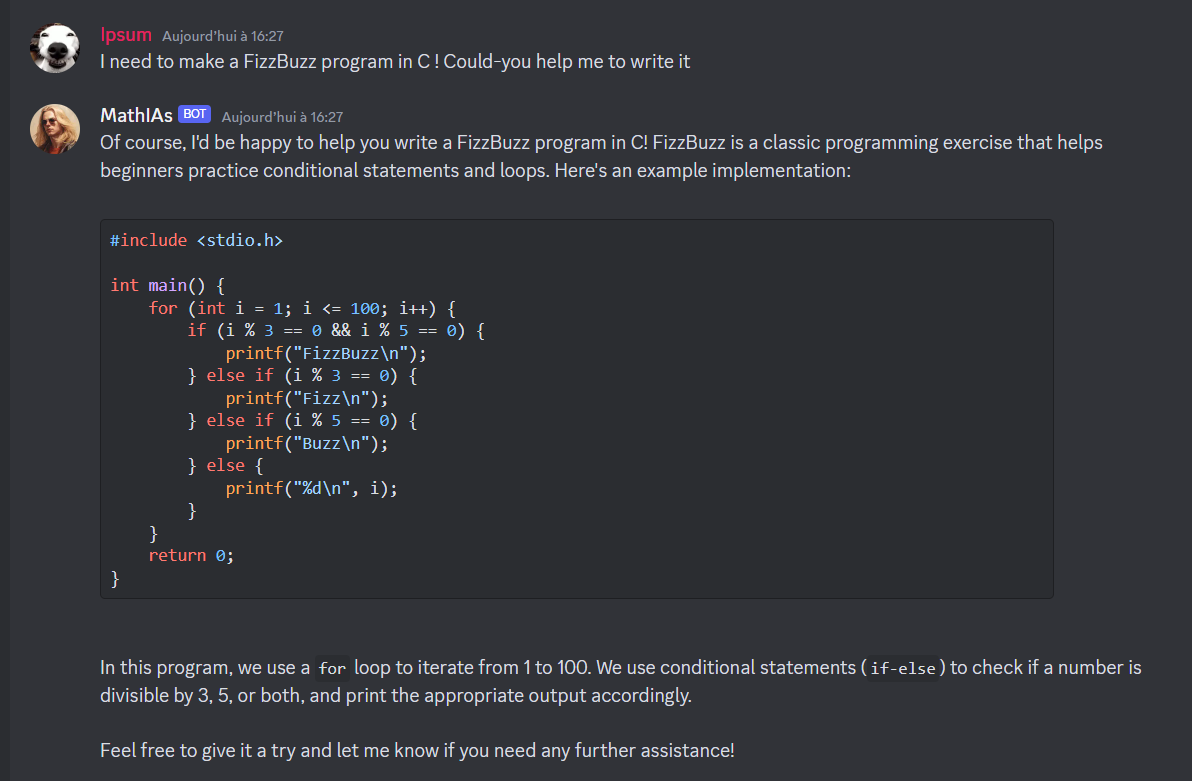 Ipsum Aujourd'hui à 16:27
I need to make a FizzBuzz program in C ! Could-you help me to write it
MathIAs BOT Aujourd'hui à 16:27
Of course, I'd be happy to help you write a FizzBuzz program in C! FizzBuzz is a classic programming exercise that helps
beginners practice conditional statements and loops. Here's an example implementation:
#include <stdio.h>
int main() {
    for (int i = 1; i <= 100; i++) {
        if (i % 3 == 0 && i % 5 == 0) {
            printf("FizzBuzz\n");
        } else if (i % 3 == 0) {
            printf("Fizz\n");
        } else if (i % 5 == 0) {
            printf("Buzz\n");
        } else {
            printf("%d\n", i);
        }
    }
    return 0;
}
In this program, we use a for loop to iterate from 1 to 100. We use conditional statements (if-else) to check if a number is
divisible by 3, 5, or both, and print the appropriate output accordingly.
Feel free to give it a try and let me know if you need any further assistance!